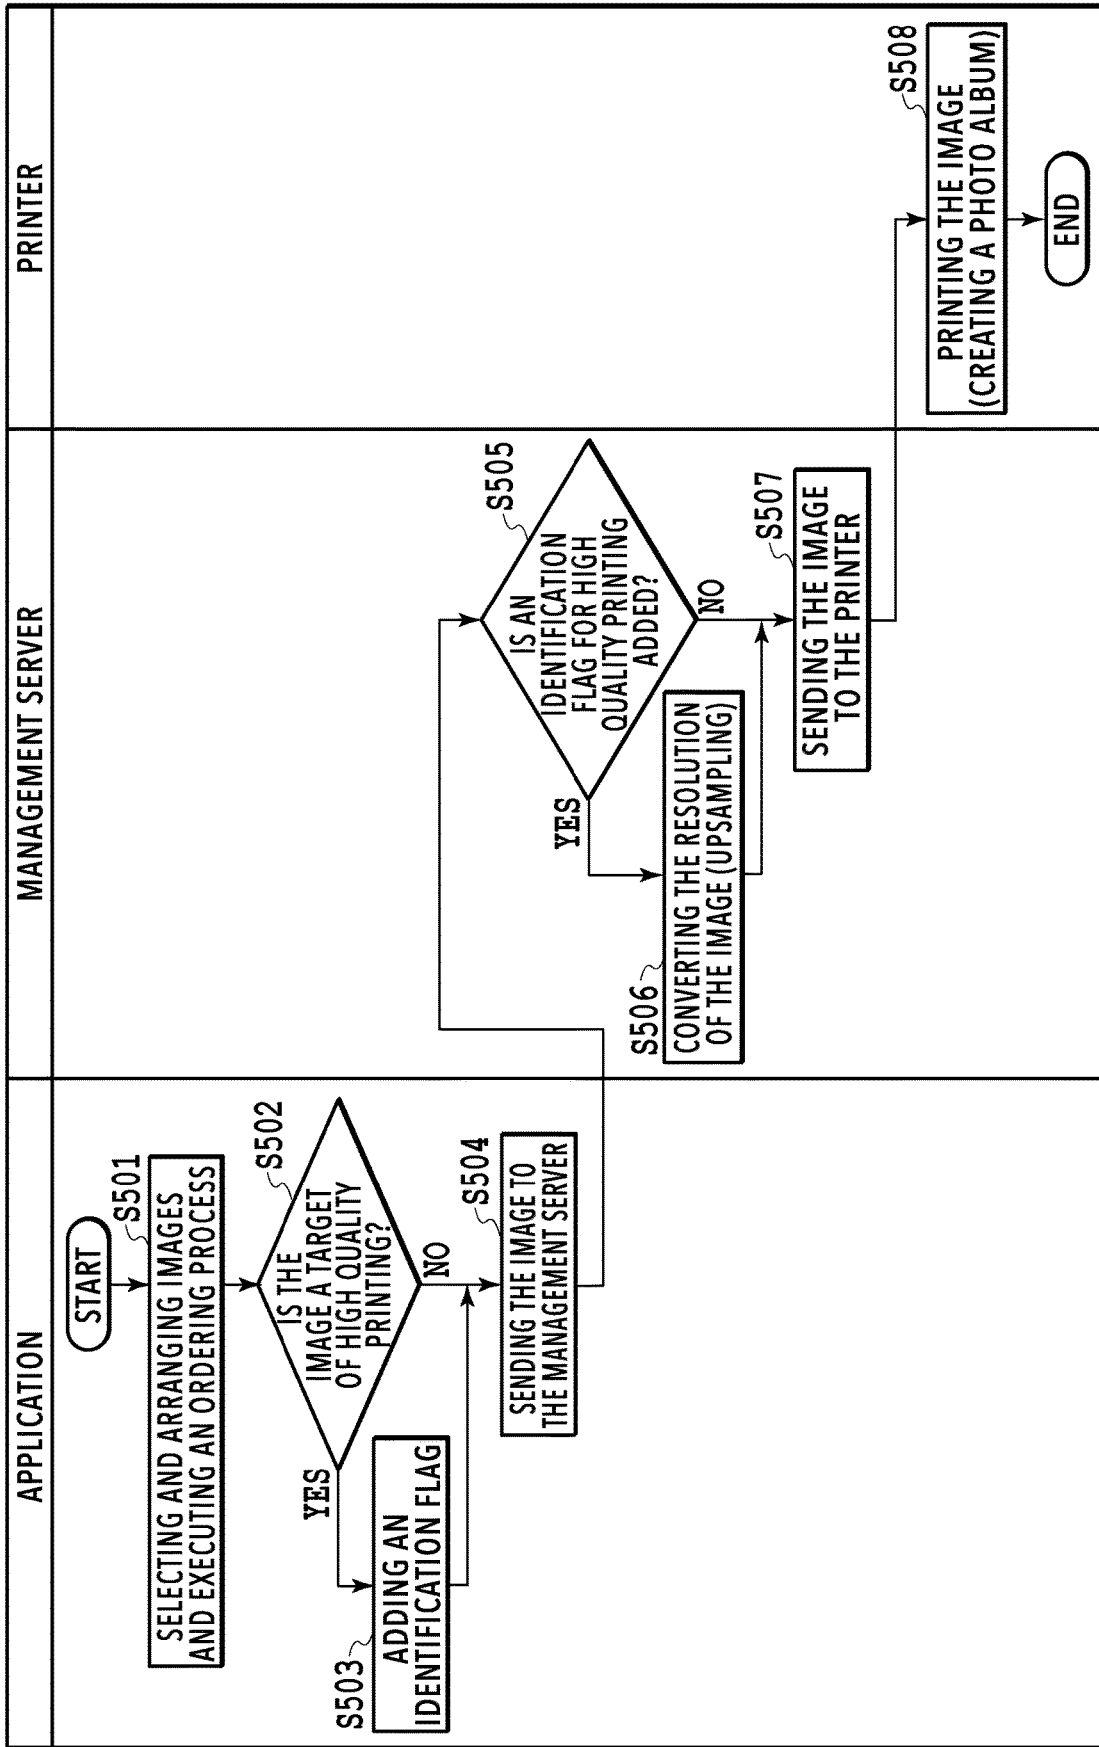 APPLICATION
MANAGEMENT SERVER
PRINTER
START
S501
SELECTING AND ARRANGING IMAGES
AND EXECUTING AN ORDERING PROCESS
S502
IS THE
IMAGE A TARGET
OF HIGH QUALITY
PRINTING?
YES
NO
S503
ADDING AN
IDENTIFICATION FLAG
S504
SENDING THE IMAGE TO
THE MANAGEMENT SERVER
S505
IS AN
IDENTIFICATION
FLAG FOR HIGH
QUALITY PRINTING
ADDED?
YES
NO
S506
CONVERTING THE RESOLUTION
OF THE IMAGE (UPSAMPLING)
S507
SENDING THE IMAGE
TO THE PRINTER
S508
PRINTING THE IMAGE
(CREATING A PHOTO ALBUM)
END